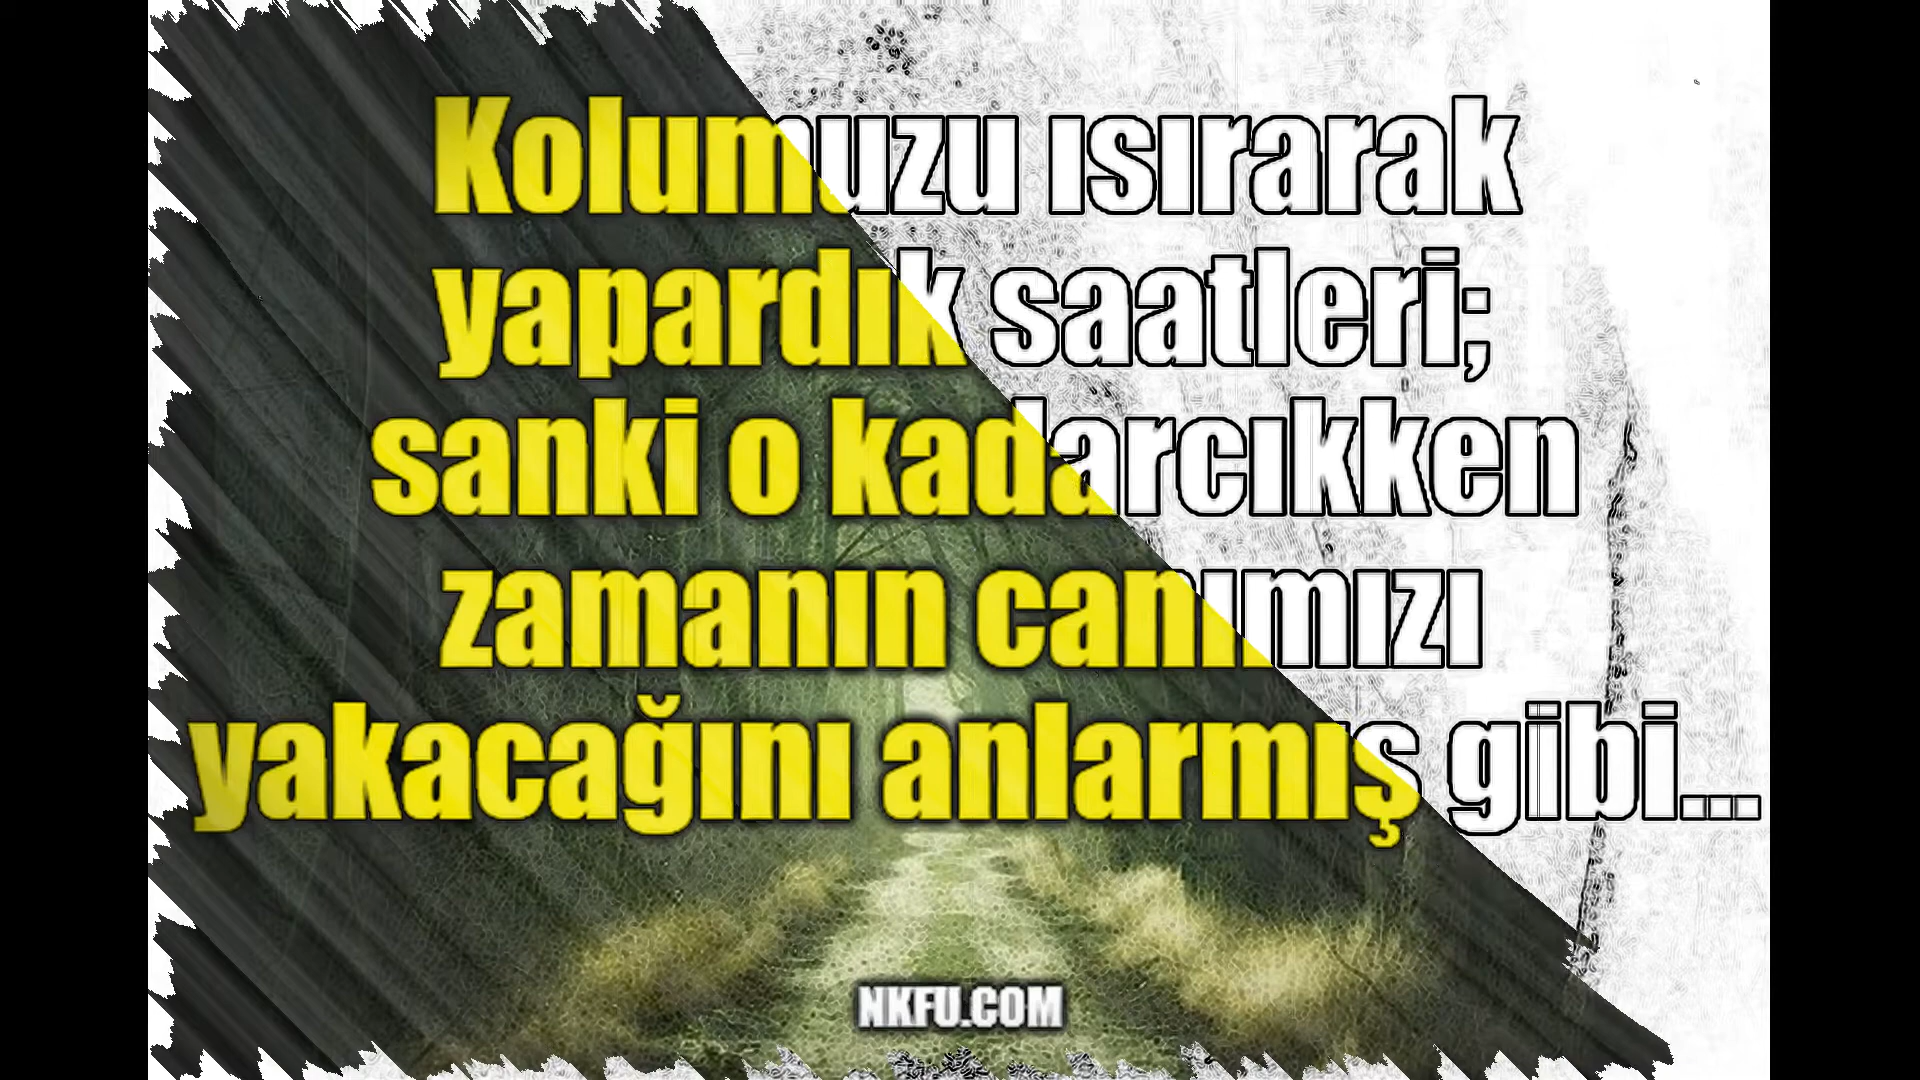 Kolumuzu ısırarak
yapardık saatleri;
sanki o kadarcıkken
zamanın canımızı
yakacağını anlarmış gibi...
NKFU.COM